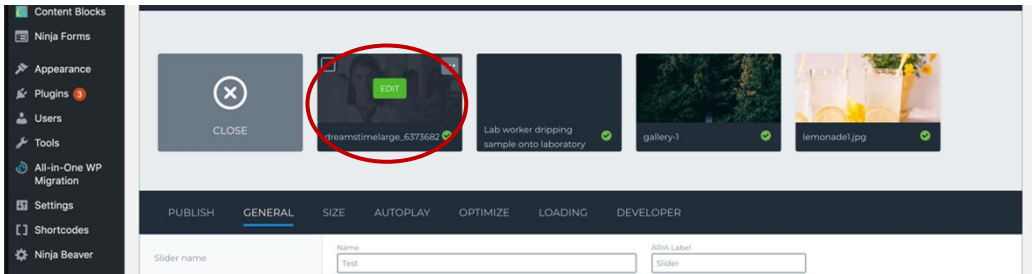 Content Blocks
Ninja Forms
Appearance
Plugins 3
Users
Tools
All-in-One WP
Migration
Settings
Shortcodes
Ninja Beaver
CLOSE
EDIT
dreamstimelarge_6373682
Lab worker dripping
sample onto laboratory
gallery-1
lemonade1.jpg
PUBLISH GENERAL SIZE AUTOPLAY OPTIMIZE LOADING DEVELOPER
Slider name
Name
Test
ARIA Label
Slider